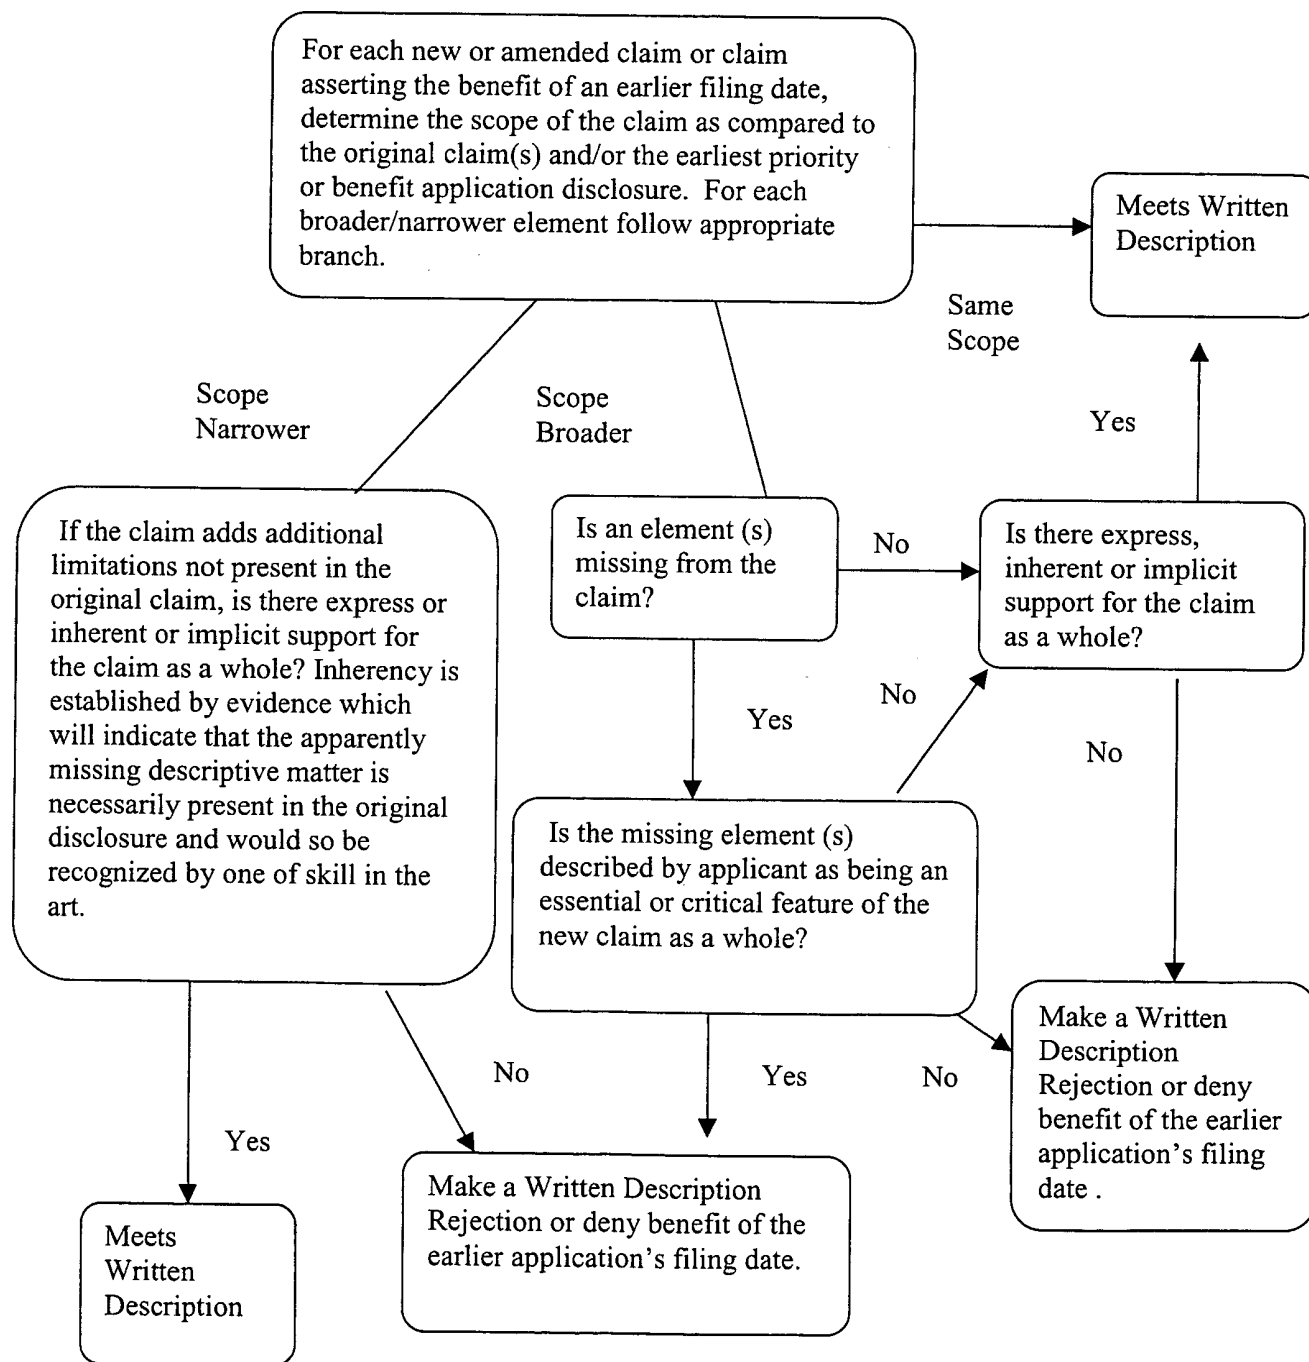 For each new or amended claim or claim
asserting the benefit of an earlier filing date,
determine the scope of the claim as compared to
the original claim(s) and/or the earliest priority
or benefit application disclosure.  For each
broader/narrower element follow appropriate
branch.
Meets Written
Description
Same
Scope
Scope
Narrower
Scope
Broader
Yes
If the claim adds additional
limitations not present in the
original claim, is there express or
inherent or implicit support for
the claim as a whole? Inherency is
established by evidence which
will indicate that the apparently
missing descriptive matter is
necessarily present in the original
disclosure and would so be
recognized by one of skill in the
art.
Is an element (s)
missing from the
claim?
No
Is there express,
inherent or implicit
support for the claim
as a whole?
Yes
No
No
Is the missing element (s)
described by applicant as being an
essential or critical feature of the
new claim as a whole?
No
Yes
No
Make a Written
Description
Rejection or deny
benefit of the earlier
application's filing
date .
Yes
Meets
Written
Description
Make a Written Description
Rejection or deny benefit of the
earlier application's filing date.